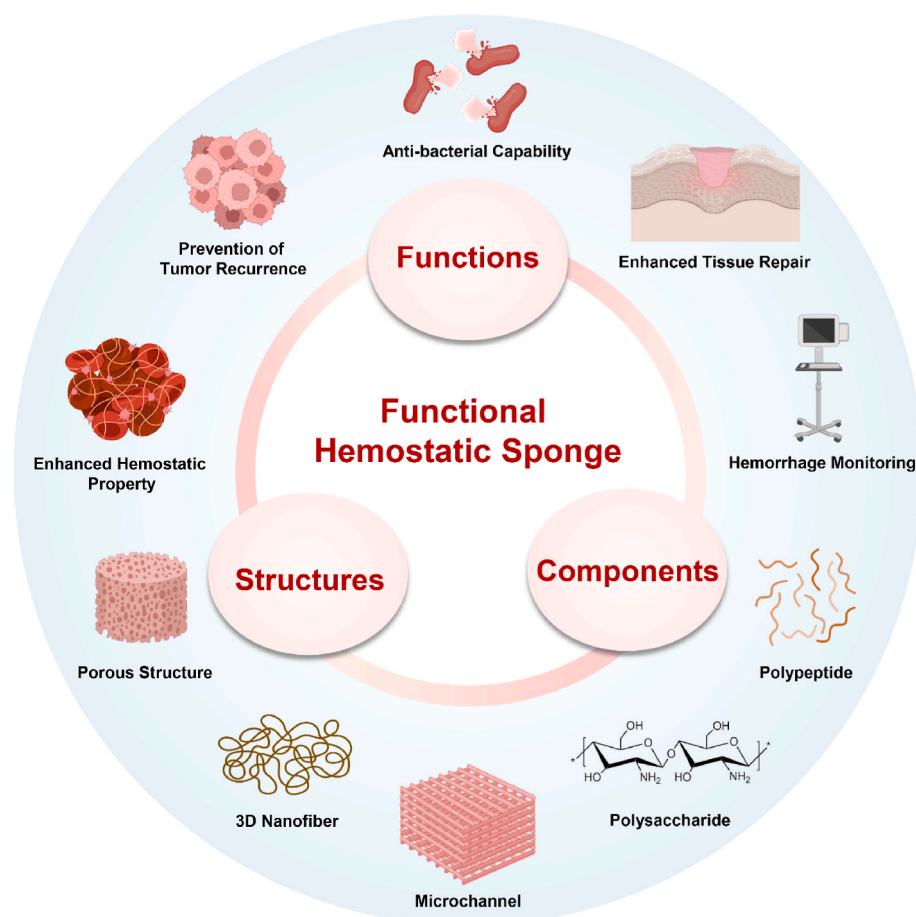 Anti-bacterial Capability
Prevention of
Tumor Recurrence
Functions
Enhanced Tissue Repair
Functional
Hemostatic Sponge
Enhanced Hemostatic
Property
Hemorrhage Monitoring
Structures
Components
Porous Structure
Polypeptide
OH
OH
O
O
O
*
*
HO
NH2
HO
NH2
3D Nanofiber
Polysaccharide
Microchannel